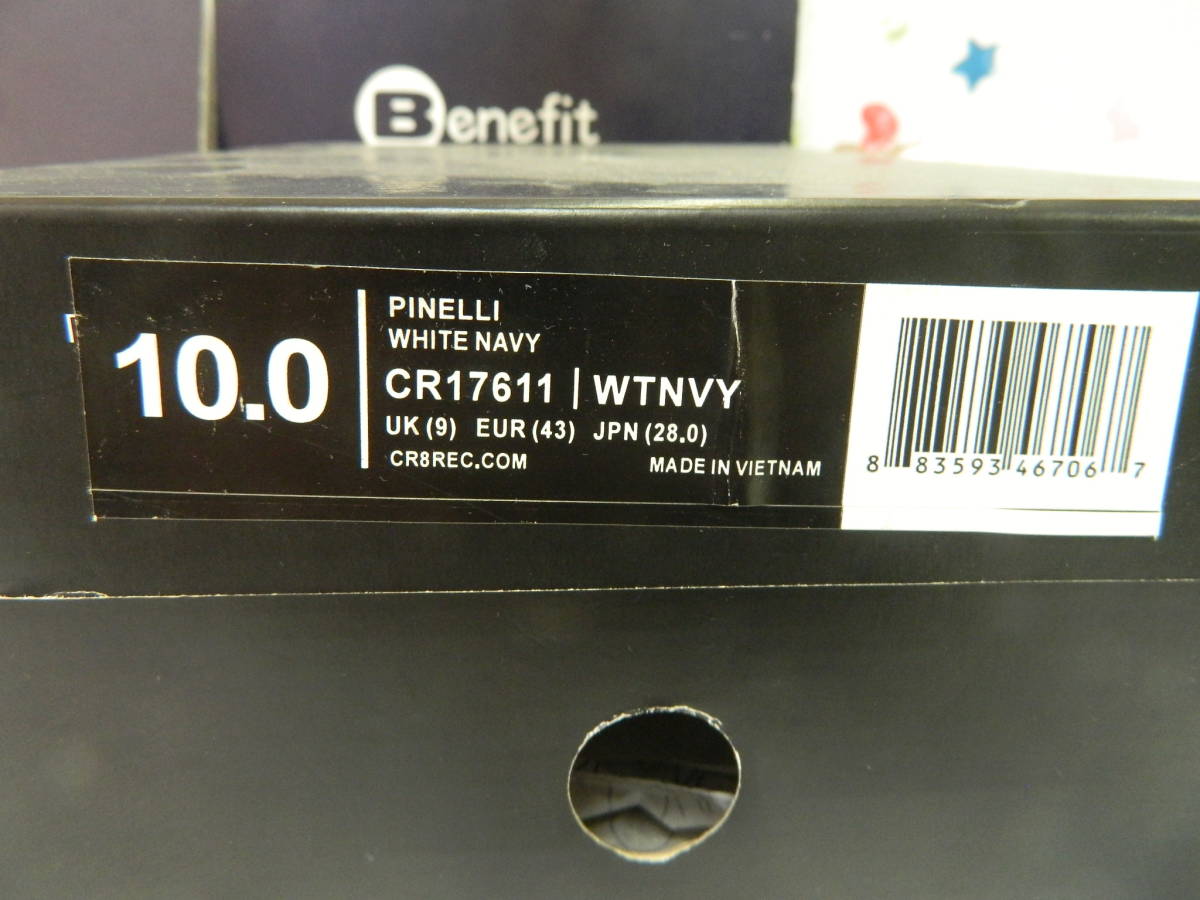 Benefit
10.0
PINELLI
WHITE NAVY
CR17611 | WTNVY
UK (9) EUR (43) JPN (28.0)
CR8REC.COM MADE IN VIETNAM
8 83593 46706 7